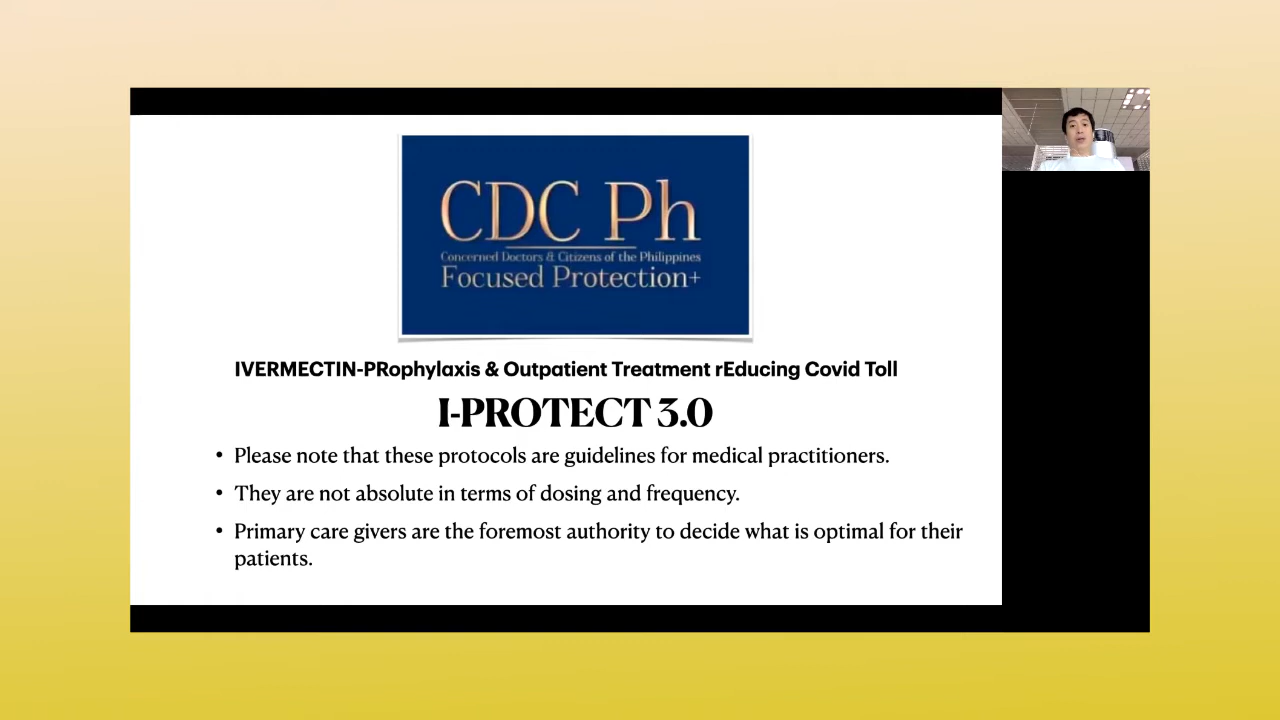 CDC Ph
Concerned Doctors & Citizens of the Philippines
Focused Protection+
IVERMECTIN-PRophylaxis & Outpatient Treatment rEducing Covid Toll
I-PROTECT 3.0
• Please note that these protocols are guidelines for medical practitioners.
• They are not absolute in terms of dosing and frequency.
• Primary care givers are the foremost authority to decide what is optimal for their
patients.